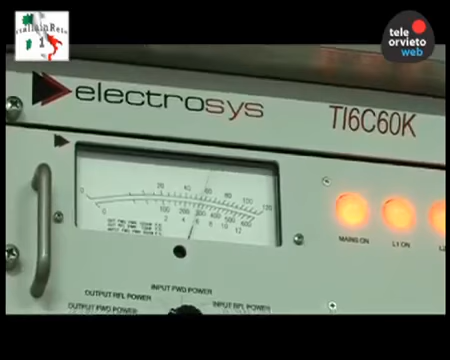 ItaliainRete
1
tele
orvieto
web
electrosys
TI6C60K
0 20 40 60 80 100 120
0 100 200 300 400 600
2 4 6 8 10 12
MAINS ON
L1 ON
INPUT FWD POWER
OUTPUT RFL POWER
INPUT RFL POWER
OUTPUT FWD POWER